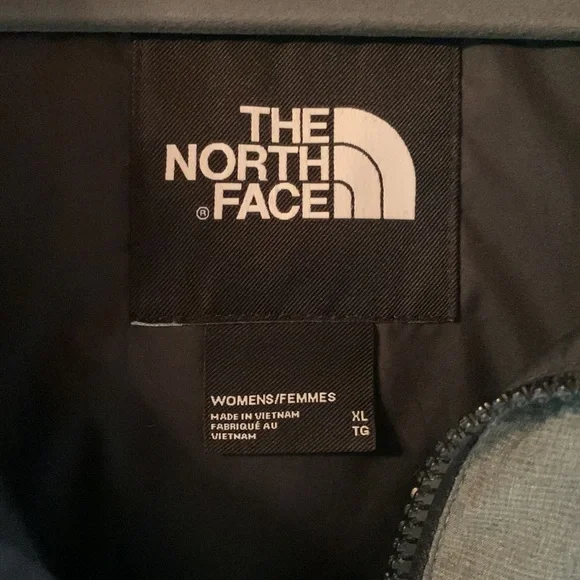 THE
NORTH
FACE
®
WOMENS/FEMMES
MADE IN VIETNAM XL
FABRIQUÉ AU TG
VIETNAM